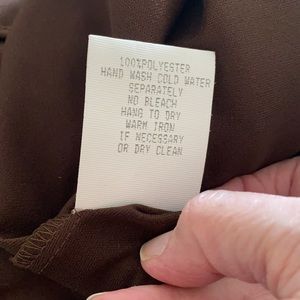 100%POLYESTER
HAND WASH COLD WATER
SEPARATELY
NO BLEACH
HANG TO DRY
WARM IRON
IF NECESSARY
OR DRY CLEAN